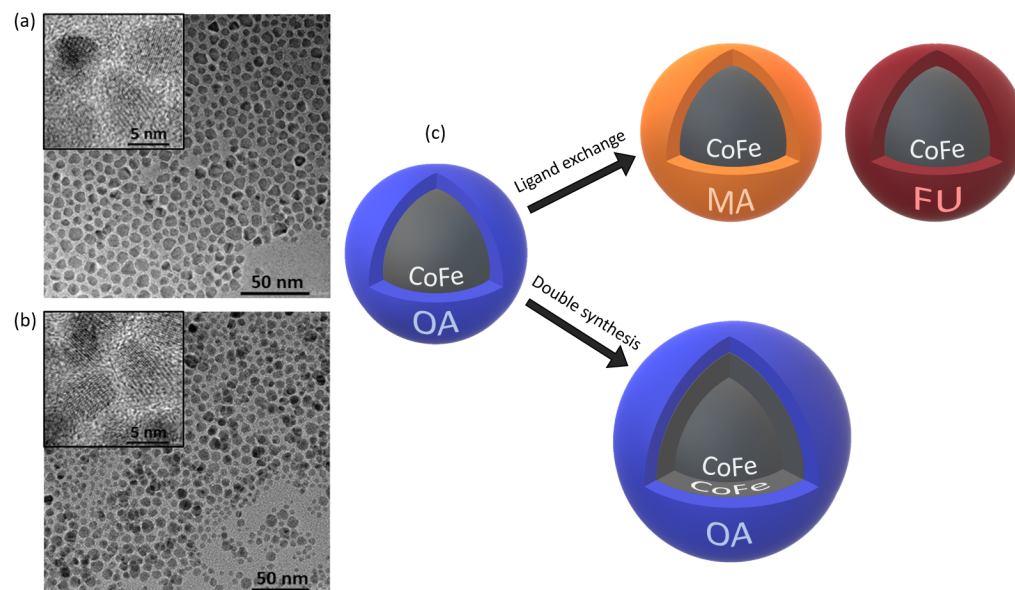 (a)
5 nm
50 nm
(b)
5 nm
50 nm
(c)
CoFe
OA
Ligand exchange
CoFe
MA
CoFe
FU
Double synthesis
CoFe
CoFe
OA